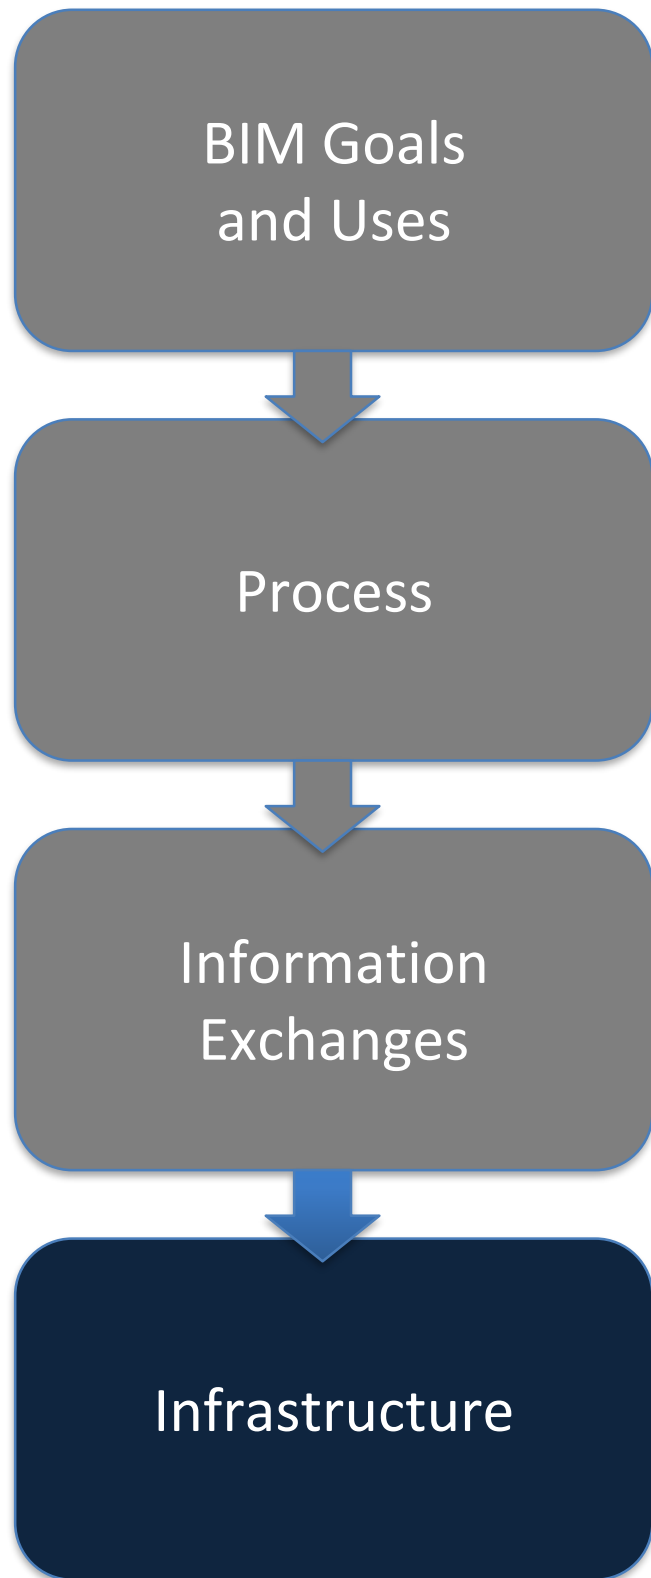 BIM Goals
and Uses
Process
Information
Exchanges
Infrastructure